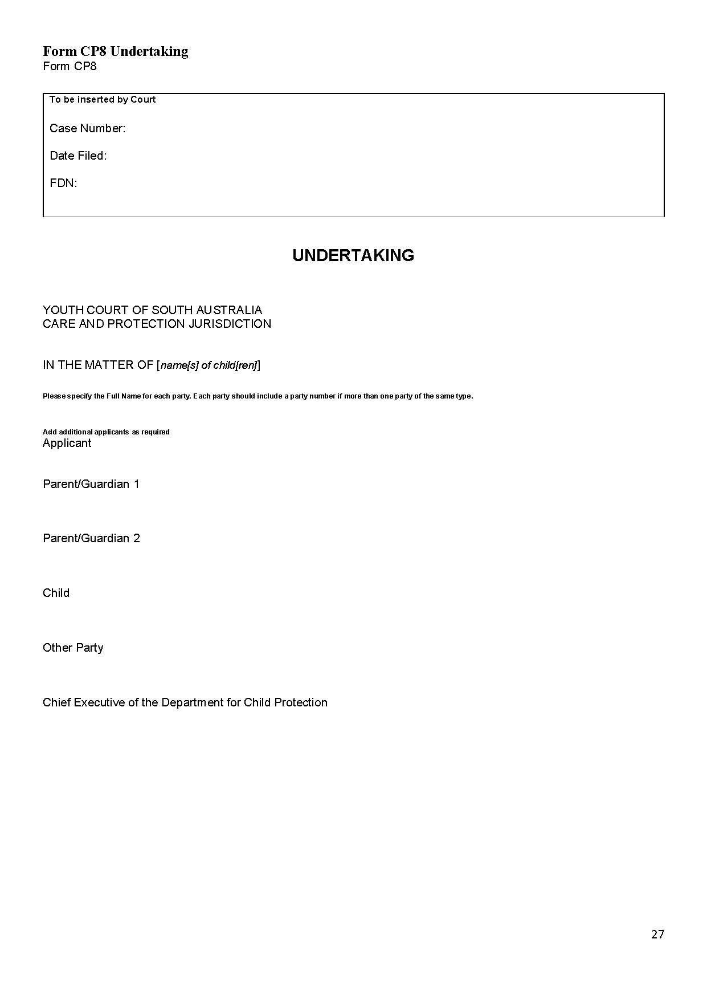 Form CP8 Undertaking
Form CP8
To be inserted by Court
Case Number:
Date Filed:
FDN:
UNDERTAKING
YOUTH COURT OF SOUTH AUSTRALIA
CARE AND PROTECTION JURISDICTION
IN THE MATTER OF [name[s] of child[ren]]
Please specify the Full Name for each party. Each party should include a party number if more than one party of the same type.
Add additional applicants as required
Applicant
Parent/Guardian 1
Parent/Guardian 2
Child
Other Party
Chief Executive of the Department for Child Protection
27